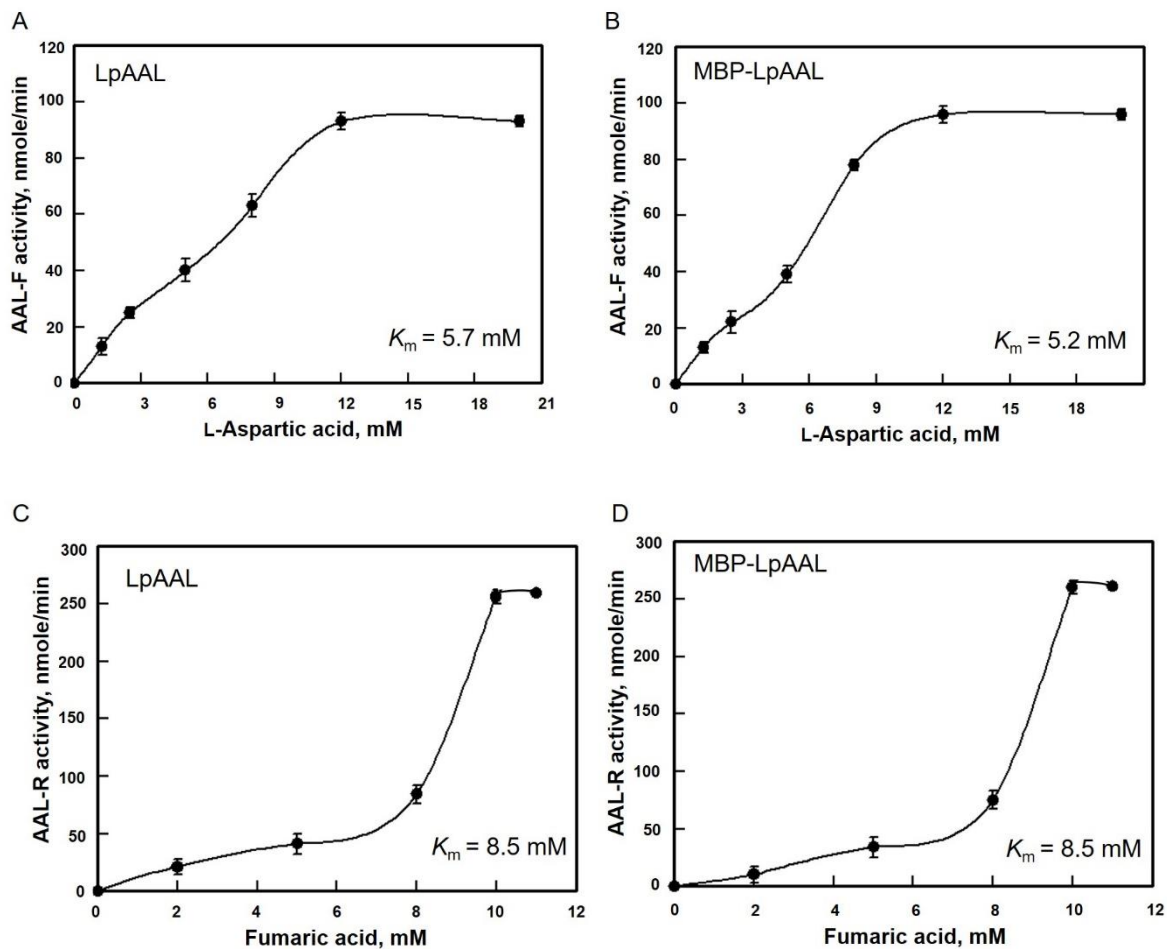 A
LpAAL
AAL-F activity, nmole/min
120
100
80
60
40
20
0
0 3 6 9 12 15 18 21
L-Aspartic acid, mM
Km = 5.7 mM
B
MBP-LpAAL
AAL-F activity, nmole/min
120
100
80
60
40
20
0
0 3 6 9 12 15 18
L-Aspartic acid, mM
Km = 5.2 mM
C
LpAAL
AAL-R activity, nmole/min
300
250
200
150
100
50
0
0 2 4 6 8 10 12
Fumaric acid, mM
Km = 8.5 mM
D
MBP-LpAAL
AAL-R activity, nmole/min
300
250
200
150
100
50
0
0 2 4 6 8 10 12
Fumaric acid, mM
Km = 8.5 mM